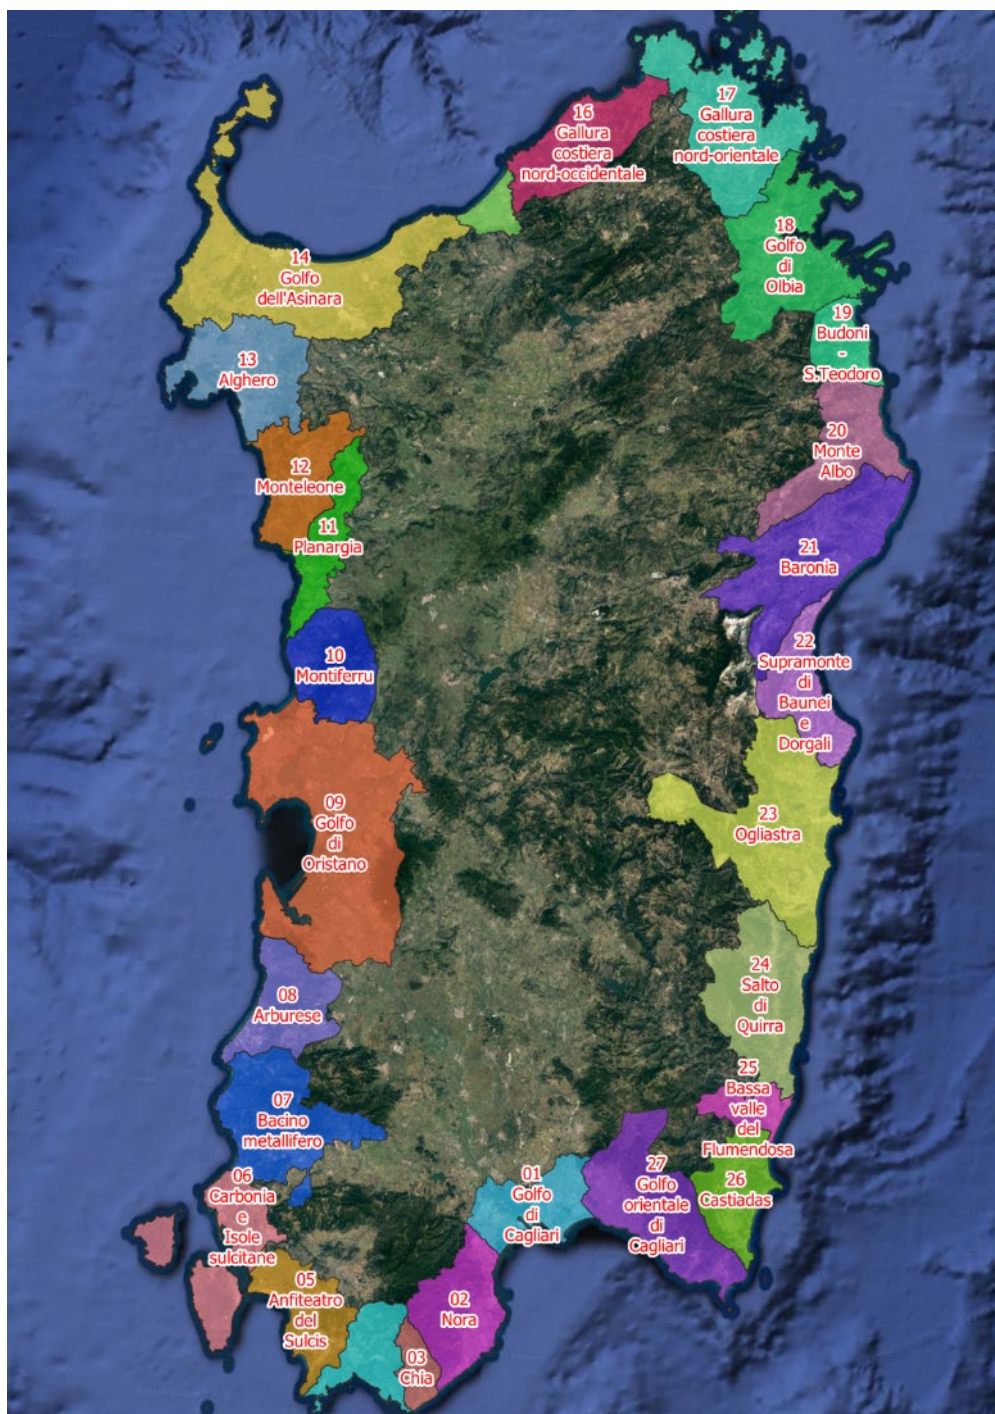 16
Gallura
costiera
nord-occidentale
17
Gallura
costiera
nord-orientale
18
Golfo
di
Olbia
14
Golfo
dell'Asinara
19
Budoni
-
S.Teodoro
13
Alghero
20
Monte
Albo
12
Monteleone
11
Planargia
21
Baronia
10
Montiferru
22
Supramonte
di
Baunei
e
Dorgali
09
Golfo
di
Oristano
23
Ogliastra
08
Arburese
24
Salto
di
Quirra
07
Bacino
metallifero
25
Bassa
valle
del
Flumendosa
06
Carbonia
e
Isole
sulcitane
01
Golfo
di
Cagliari
27
Golfo
orientale
di
Cagliari
26
Castiadas
05
Anfiteatro
del
Sulcis
02
Nora
03
Chia